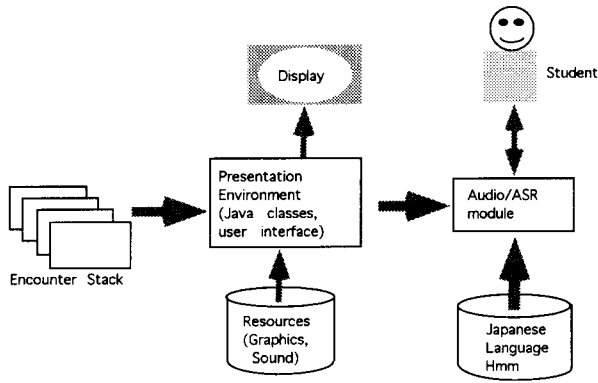 Display
Student
Presentation
Environment
(Java classes,
user interface)
Audio/ASR
module
Encounter Stack
Resources
(Graphics,
Sound)
Japanese
Language
Hmm